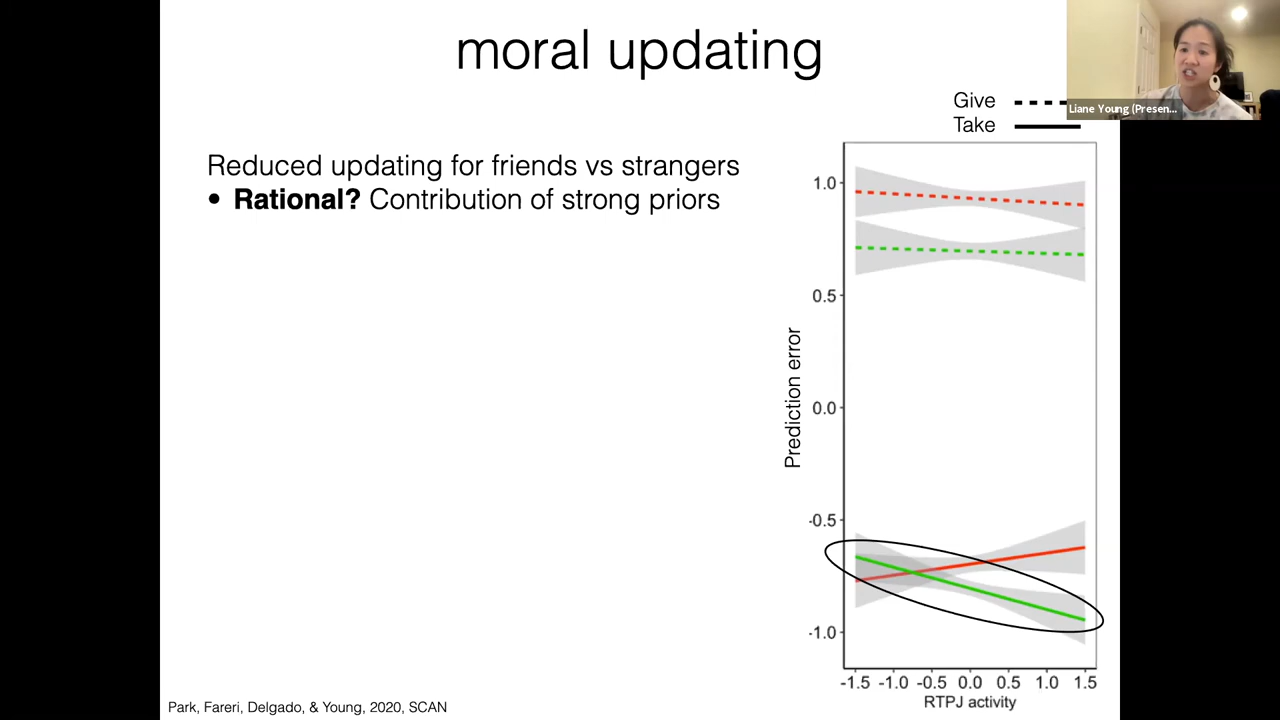 moral updating
Give
Take
Liane Young (Presen...
Reduced updating for friends vs strangers
• Rational? Contribution of strong priors
1.0
0.5
0.0
-0.5
-1.0
Prediction error
-1.5 -1.0 -0.5 0.0 0.5 1.0 1.5
RTPJ activity
Park, Fareri, Delgado, & Young, 2020, SCAN